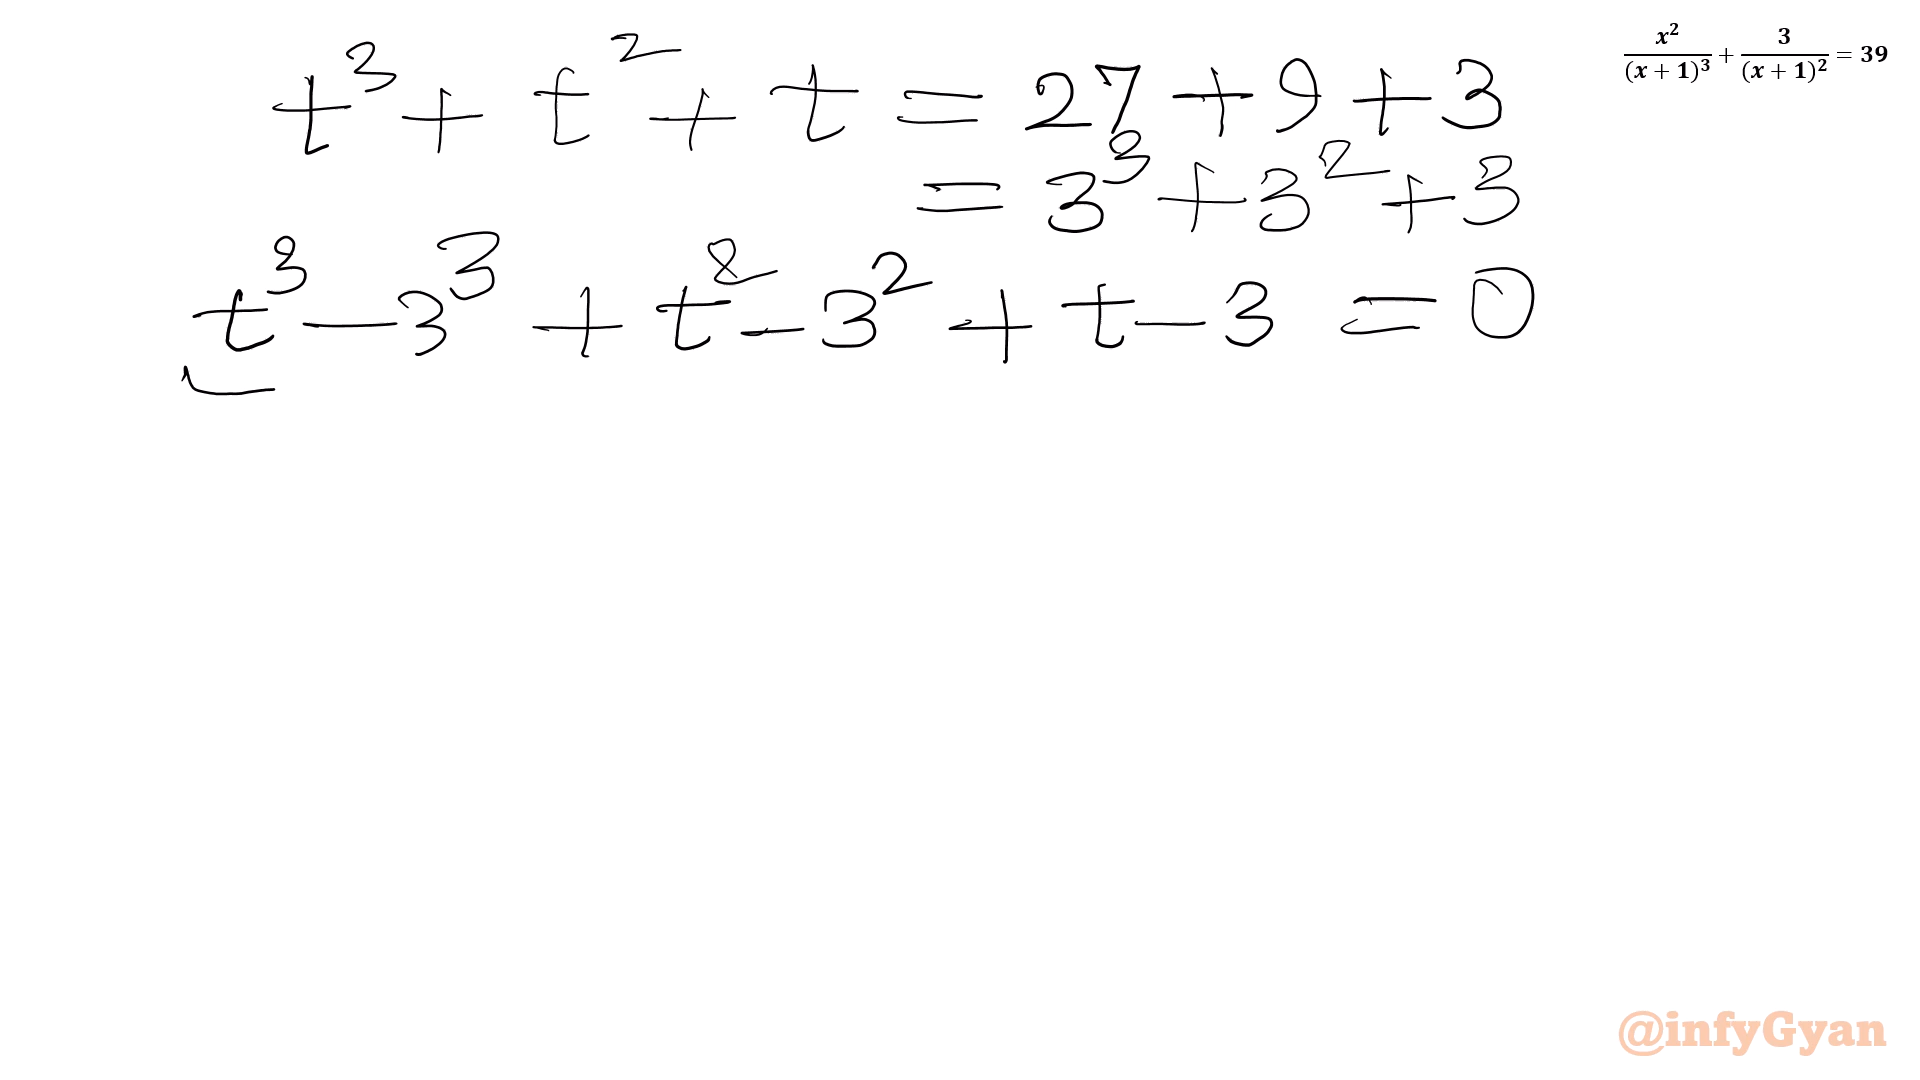 t³ + t² + t = 27 + 9 + 3
= 3³ + 3² + 3
t³ - 3³ + t² - 3² + t - 3 = 0
x²/(x + 1)³ + 3/(x + 1)² = 39
@infyGyan